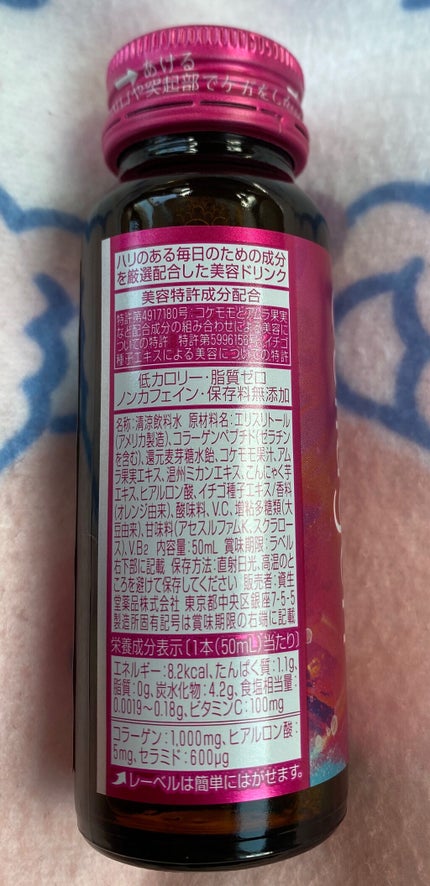 あける
や突起部でケガをしな
ハリのある毎日のための成分
を厳選配合した美容ドリンク
美容特許成分配合
特許第4917180号:コケモモとアムラ果実
など配合成分の組み合わせによる美容に
ついての特許 特許第5996156号:イチゴ
種子エキスによる美容についての特許
低カロリー・脂質ゼロ
ノンカフェイン・保存料無添加
名称:清涼飲料水 原材料名:エリスリトール
(アメリカ製造)、コラーゲンペプチド(ゼラチン
を含む)、還元麦芽糖水飴、コケモモ果汁、アム
ラ果実エキス、温州ミカンエキス、こんにゃく芋
エキス、ヒアルロン酸、イチゴ種子エキス/香料
(オレンジ由来)、酸味料、V.C、増粘多糖類(大
豆由来)、甘味料(アセスルファムK、スクラロー
ス)、V.B2 内容量:50mL 賞味期限:ラベル
右下部に記載 保存方法:直射日光、高温のと
ころを避けて保存してください 販売者:資生
堂薬品株式会社 東京都中央区銀座7-5-5
製造所固有記号は賞味期限の右端に記載
栄養成分表示〔1本(50mL)当たり〕
エネルギー:8.2kcal、たんぱく質:1.1g、
脂質:0g、炭水化物:4.2g、食塩相当量:
0.0019~0.18g、ビタミンC:100mg
コラーゲン:1,000mg、ヒアルロン酸:
5mg、セラミド:600μg
レーベルは簡単にはがせます。